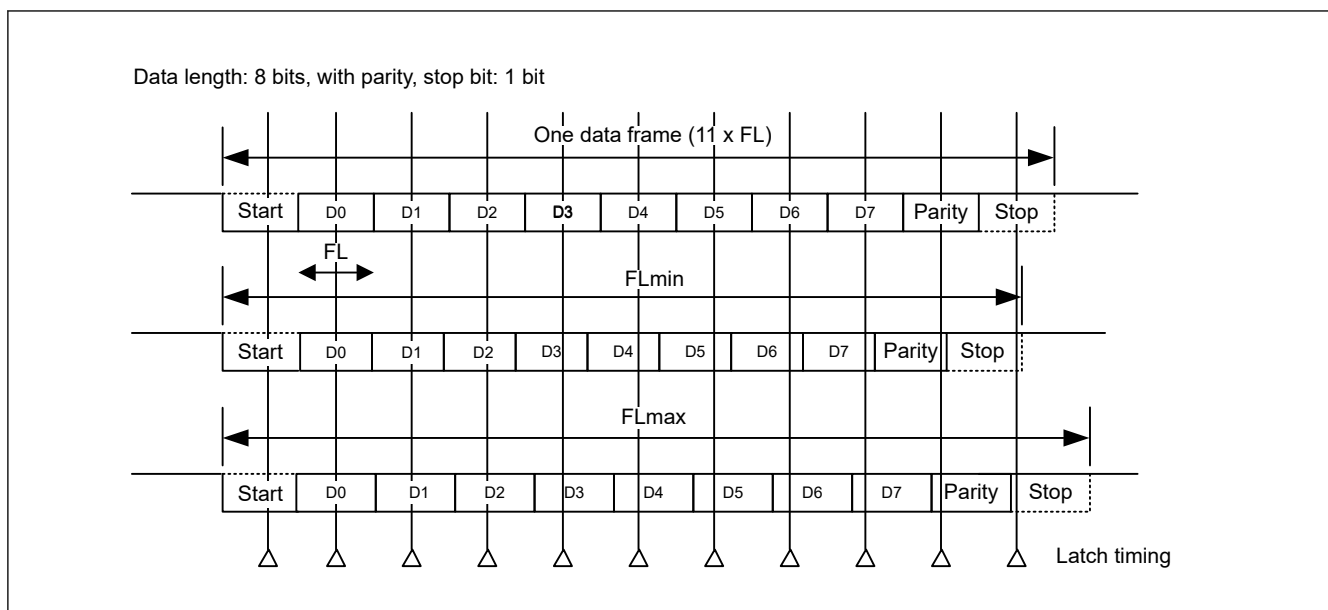 Data length: 8 bits, with parity, stop bit: 1 bit
One data frame (11 x FL)
Start D0 D1 D2 D3 D4 D5 D6 D7 Parity Stop
FL
FLmin
Start D0 D1 D2 D3 D4 D5 D6 D7 Parity Stop
FLmax
Start D0 D1 D2 D3 D4 D5 D6 D7 Parity Stop
Latch timing